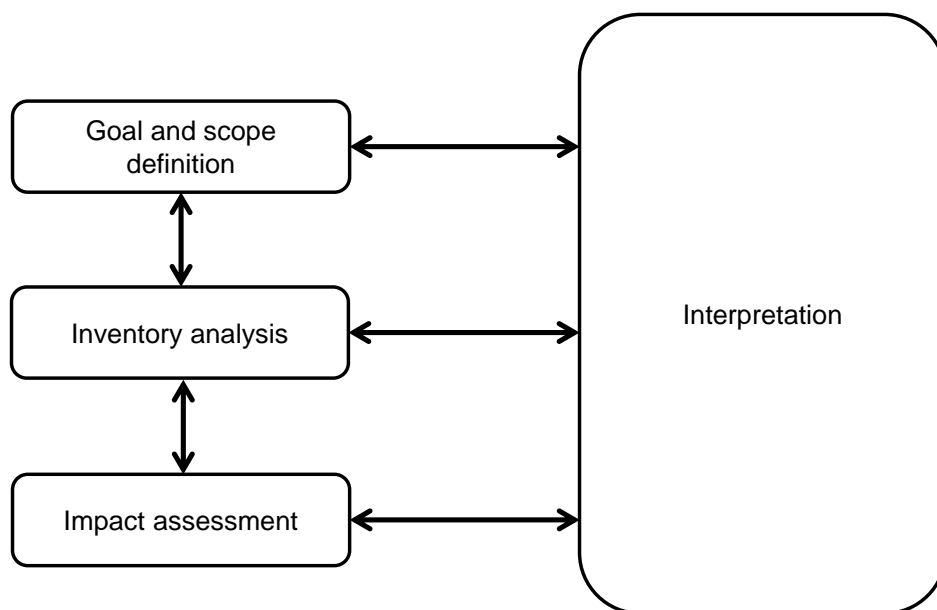 Goal and scope
definition
Inventory analysis
Interpretation
Impact assessment